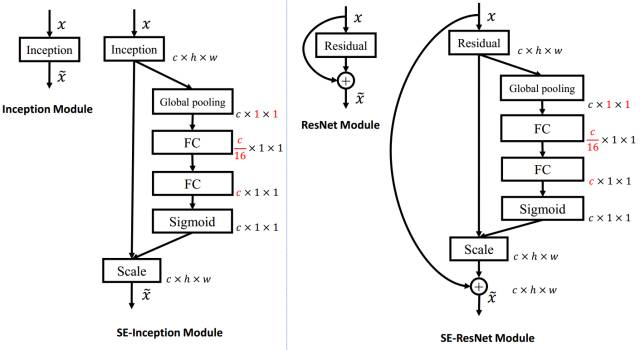 x
Inception
x̃
Inception Module
x
Inception
c × h × w
Global pooling
c × 1 × 1
FC
c/16 × 1 × 1
FC
c × 1 × 1
Sigmoid
c × 1 × 1
Scale
c × h × w
x̃
SE-Inception Module
x
Residual
+
x̃
ResNet Module
x
Residual
c × h × w
Global pooling
c × 1 × 1
FC
c/16 × 1 × 1
FC
c × 1 × 1
Sigmoid
c × 1 × 1
Scale
c × h × w
+
c × h × w
x̃
SE-ResNet Module